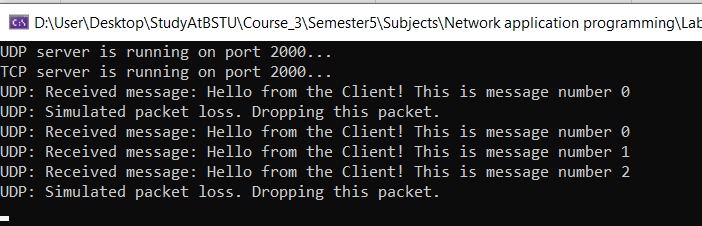 D:\User\Desktop\StudyAtBSTU\Course_3\Semester5\Subjects\Network application programming\Lab
UDP server is running on port 2000...
TCP server is running on port 2000...
UDP: Received message: Hello from the Client! This is message number 0
UDP: Simulated packet loss. Dropping this packet.
UDP: Received message: Hello from the Client! This is message number 0
UDP: Received message: Hello from the Client! This is message number 1
UDP: Received message: Hello from the Client! This is message number 2
UDP: Simulated packet loss. Dropping this packet.